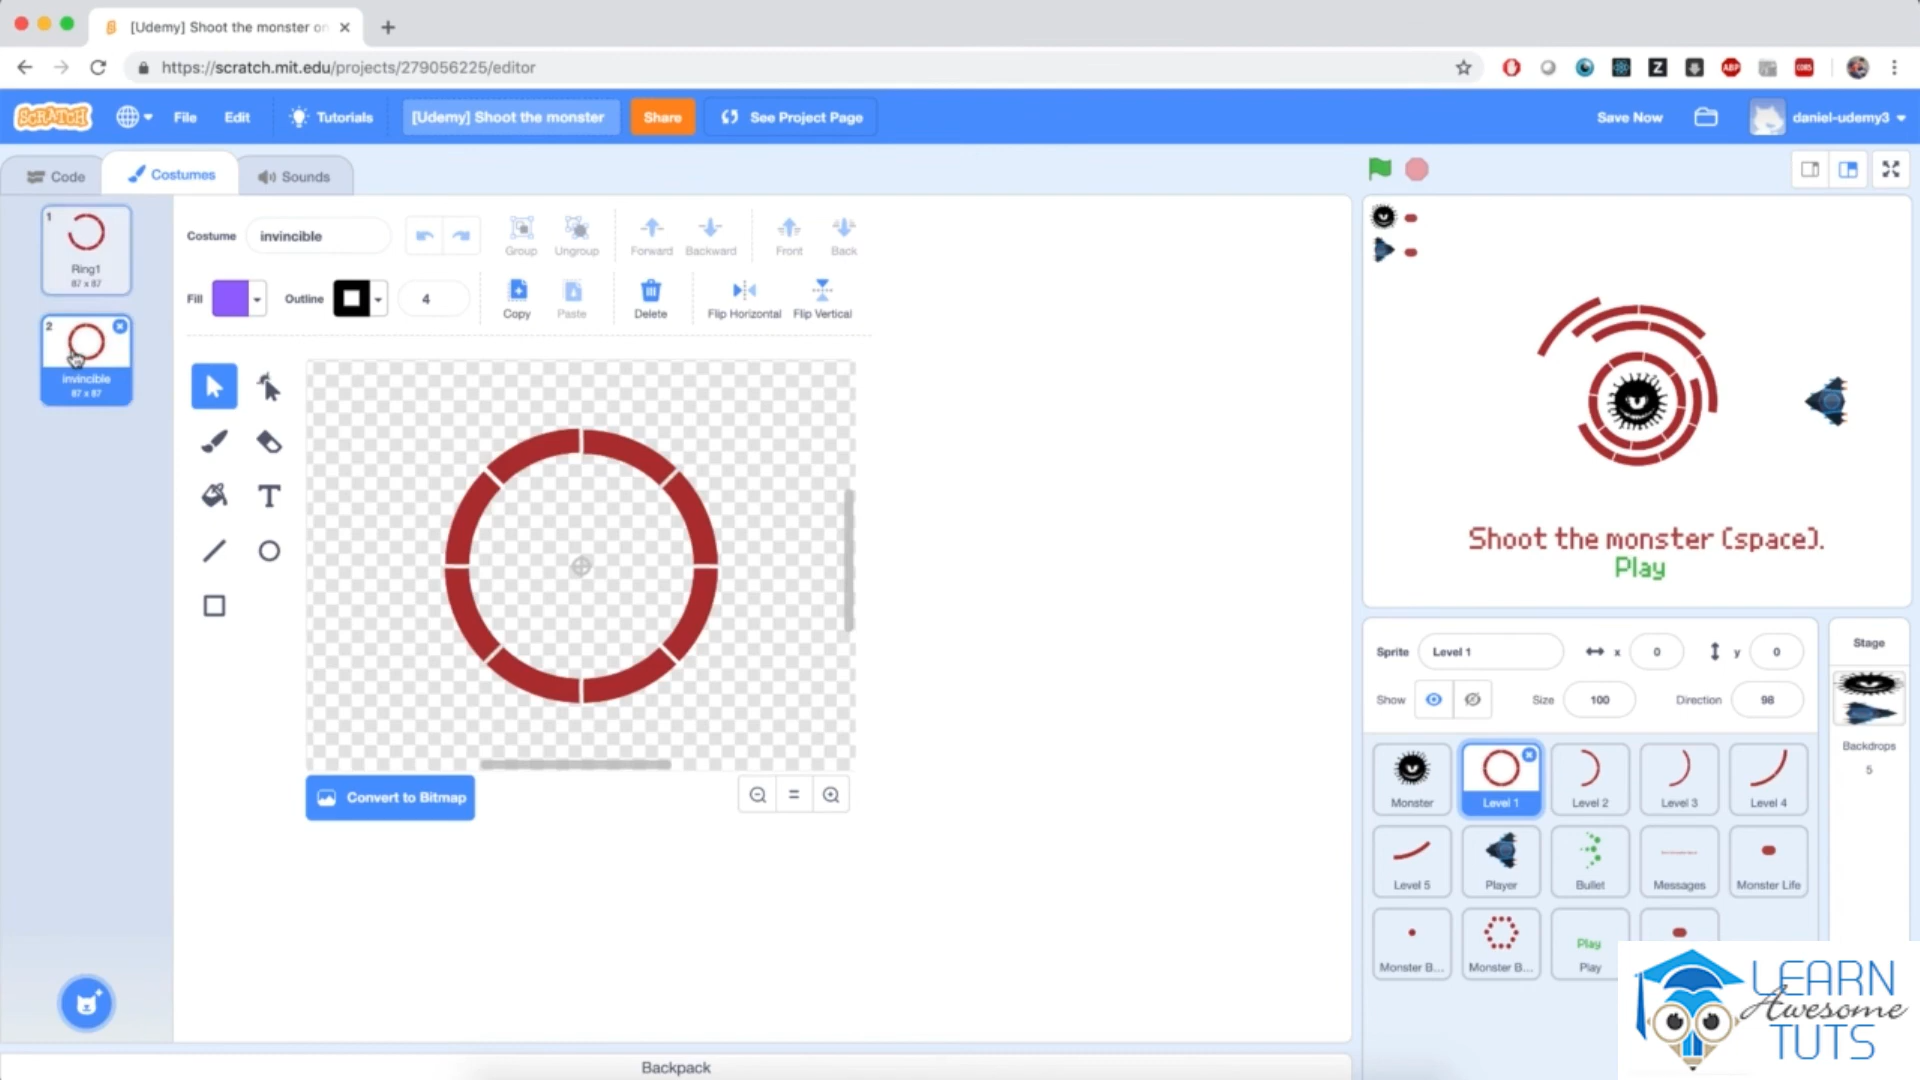 [Udemy] Shoot the monster on
https://scratch.mit.edu/projects/279056225/editor
SCRATCH
File
Edit
Tutorials
[Udemy] Shoot the monster
Share
See Project Page
Save Now
daniel-udemy3
Code
Costumes
Sounds
1
Ring1
87 x 87
2
invincible
87 x 87
Costume
invincible
Group
Ungroup
Forward
Backward
Front
Back
Fill
Outline
4
Copy
Paste
Delete
Flip Horizontal
Flip Vertical
T
Convert to Bitmap
Backpack
Shoot the monster (space).
Play
Sprite
Level 1
x
0
y
0
Show
Size
100
Direction
98
Stage
Backdrops
5
Monster
Level 1
Level 2
Level 3
Level 4
Level 5
Player
Bullet
Messages
Monster Life
Monster B...
Monster B...
Play
Play
LEARN
Awesome
TUTS
ABP
CORS
Z